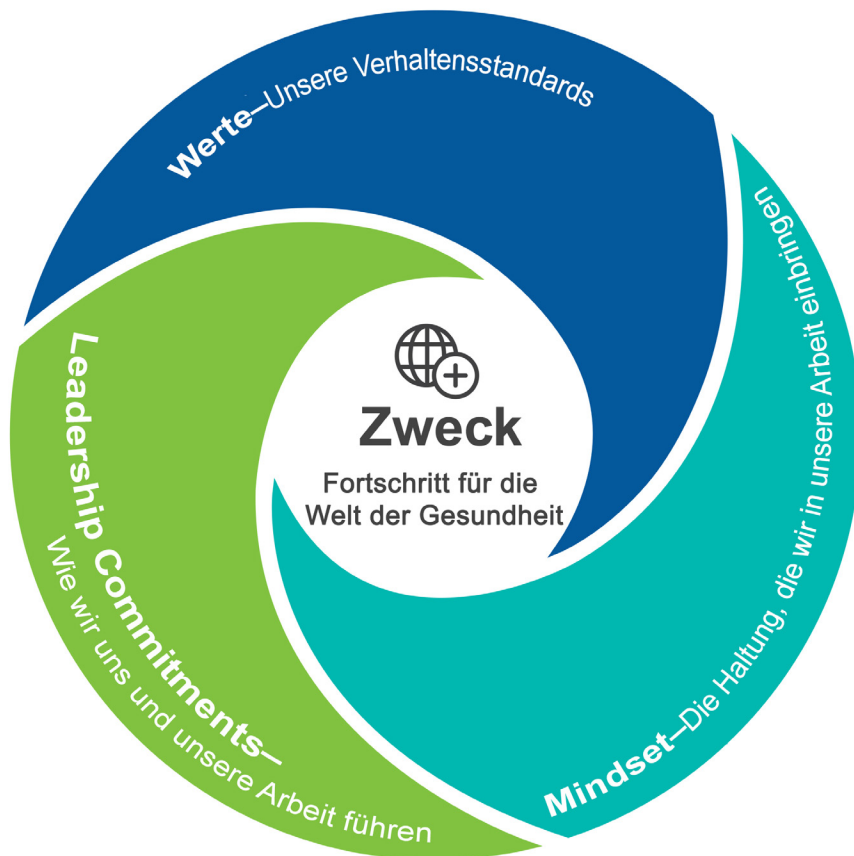 Werte–Unsere Verhaltensstandards
Mindset–Die Haltung, die wir in unsere Arbeit einbringen
Leadership Commitments–
Wie wir uns und unsere Arbeit führen
Zweck
Fortschritt für die
Welt der Gesundheit